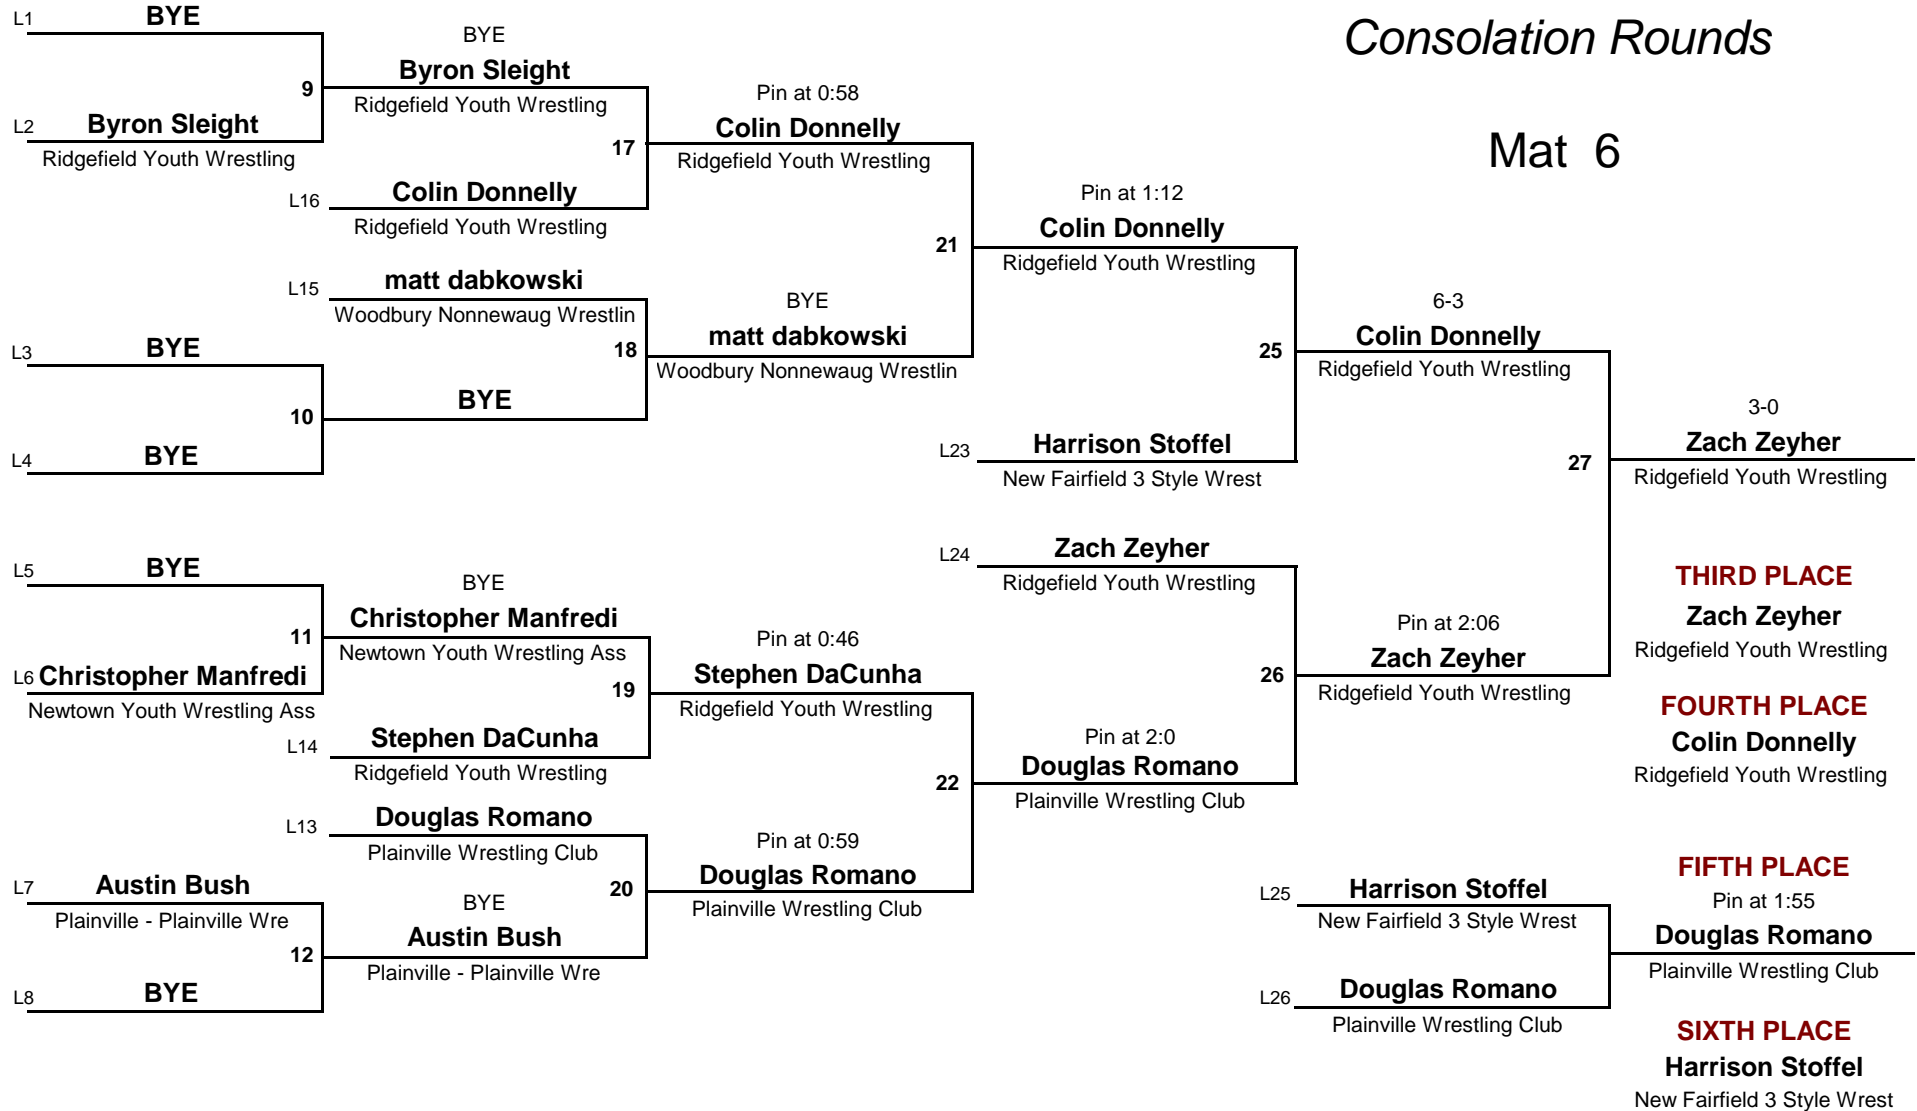 Consolation Rounds
Mat 6
L1 BYE
9
L2 Byron Sleight
Ridgefield Youth Wrestling
BYE
Byron Sleight
Ridgefield Youth Wrestling
17
L16 Colin Donnelly
Ridgefield Youth Wrestling
Pin at 0:58
Colin Donnelly
Ridgefield Youth Wrestling
21
L15 matt dabkowski
Woodbury Nonnewaug Wrestlin
18
L3 BYE
10
L4 BYE
BYE
BYE
matt dabkowski
Woodbury Nonnewaug Wrestlin
Pin at 1:12
Colin Donnelly
Ridgefield Youth Wrestling
25
L23 Harrison Stoffel
New Fairfield 3 Style Wrest
6-3
Colin Donnelly
Ridgefield Youth Wrestling
27
3-0
Zach Zeyher
Ridgefield Youth Wrestling
L5 BYE
11
L6 Christopher Manfredi
Newtown Youth Wrestling Ass
BYE
Christopher Manfredi
Newtown Youth Wrestling Ass
19
L14 Stephen DaCunha
Ridgefield Youth Wrestling
Pin at 0:46
Stephen DaCunha
Ridgefield Youth Wrestling
22
L13 Douglas Romano
Plainville Wrestling Club
20
L7 Austin Bush
Plainville - Plainville Wre
12
L8 BYE
BYE
Austin Bush
Plainville - Plainville Wre
Pin at 0:59
Douglas Romano
Plainville Wrestling Club
L24 Zach Zeyher
Ridgefield Youth Wrestling
26
Pin at 2:0
Douglas Romano
Plainville Wrestling Club
Pin at 2:06
Zach Zeyher
Ridgefield Youth Wrestling
THIRD PLACE
Zach Zeyher
Ridgefield Youth Wrestling
FOURTH PLACE
Colin Donnelly
Ridgefield Youth Wrestling
L25 Harrison Stoffel
New Fairfield 3 Style Wrest
L26 Douglas Romano
Plainville Wrestling Club
FIFTH PLACE
Pin at 1:55
Douglas Romano
Plainville Wrestling Club
SIXTH PLACE
Harrison Stoffel
New Fairfield 3 Style Wrest